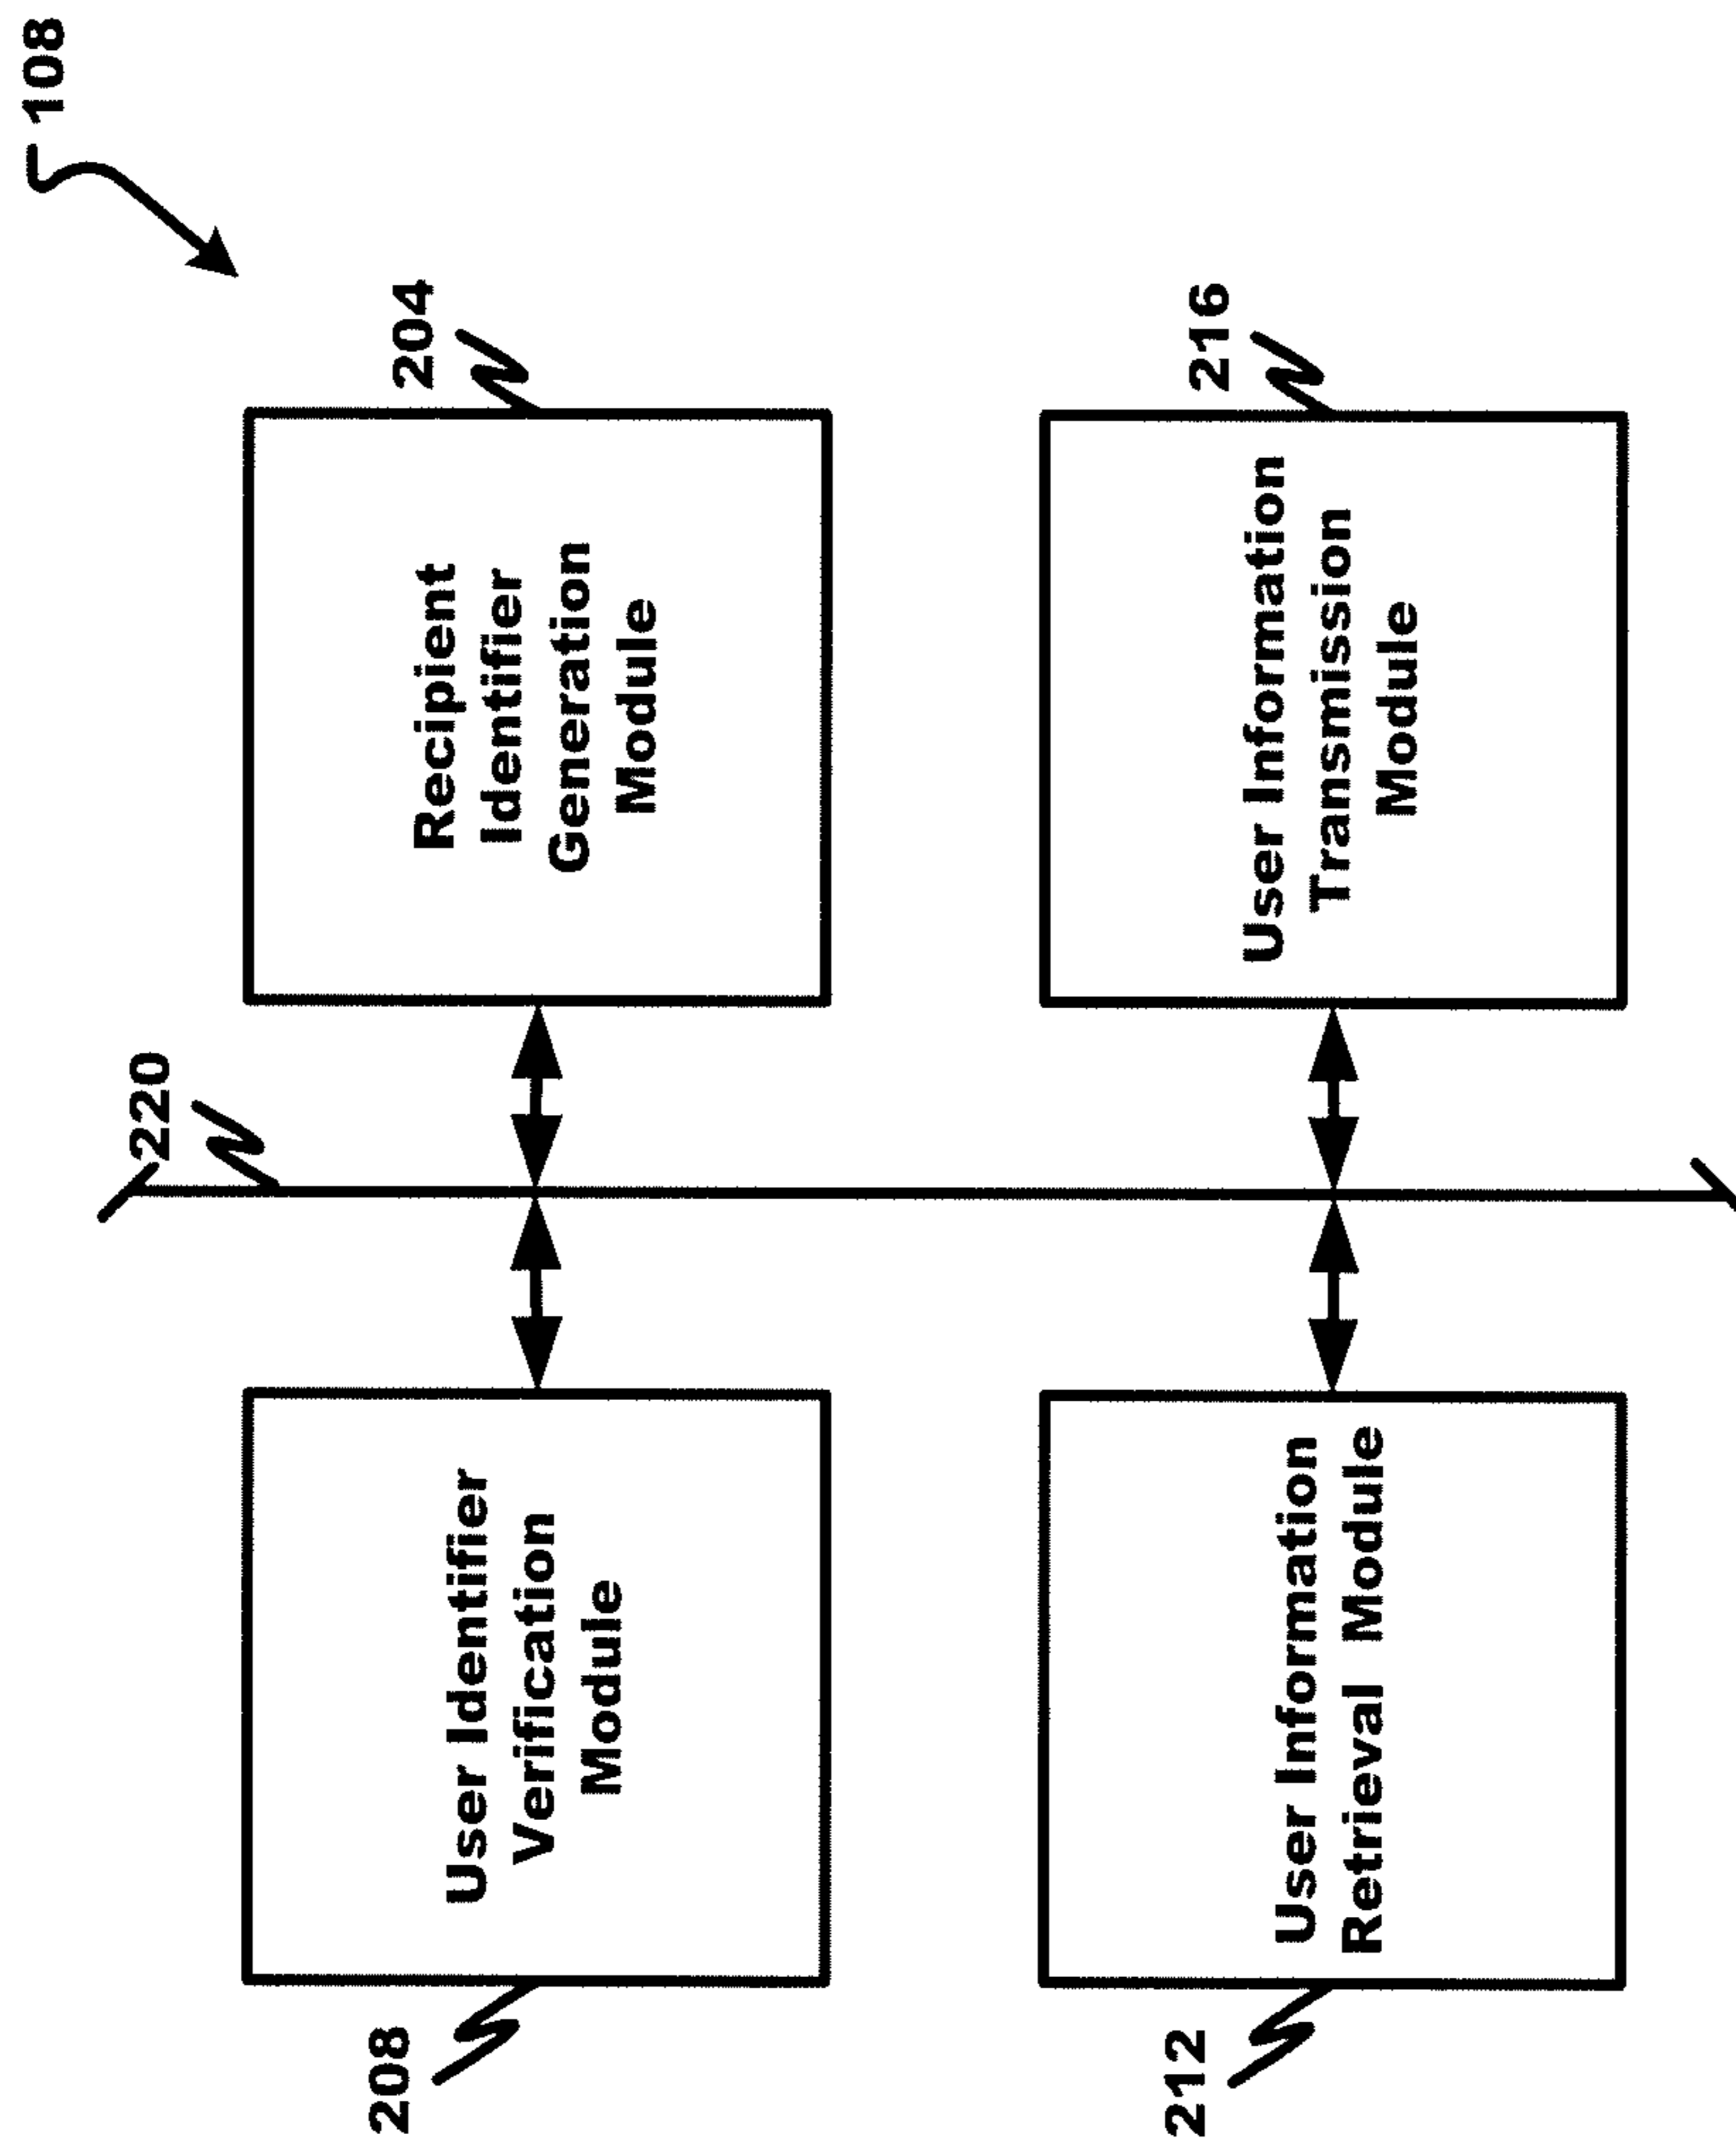 108
220
208
User Identifier
Verification
Module
204
Recipient
Identifier
Generation
Module
212
User Information
Retrieval Module
216
User Information
Transmission
Module